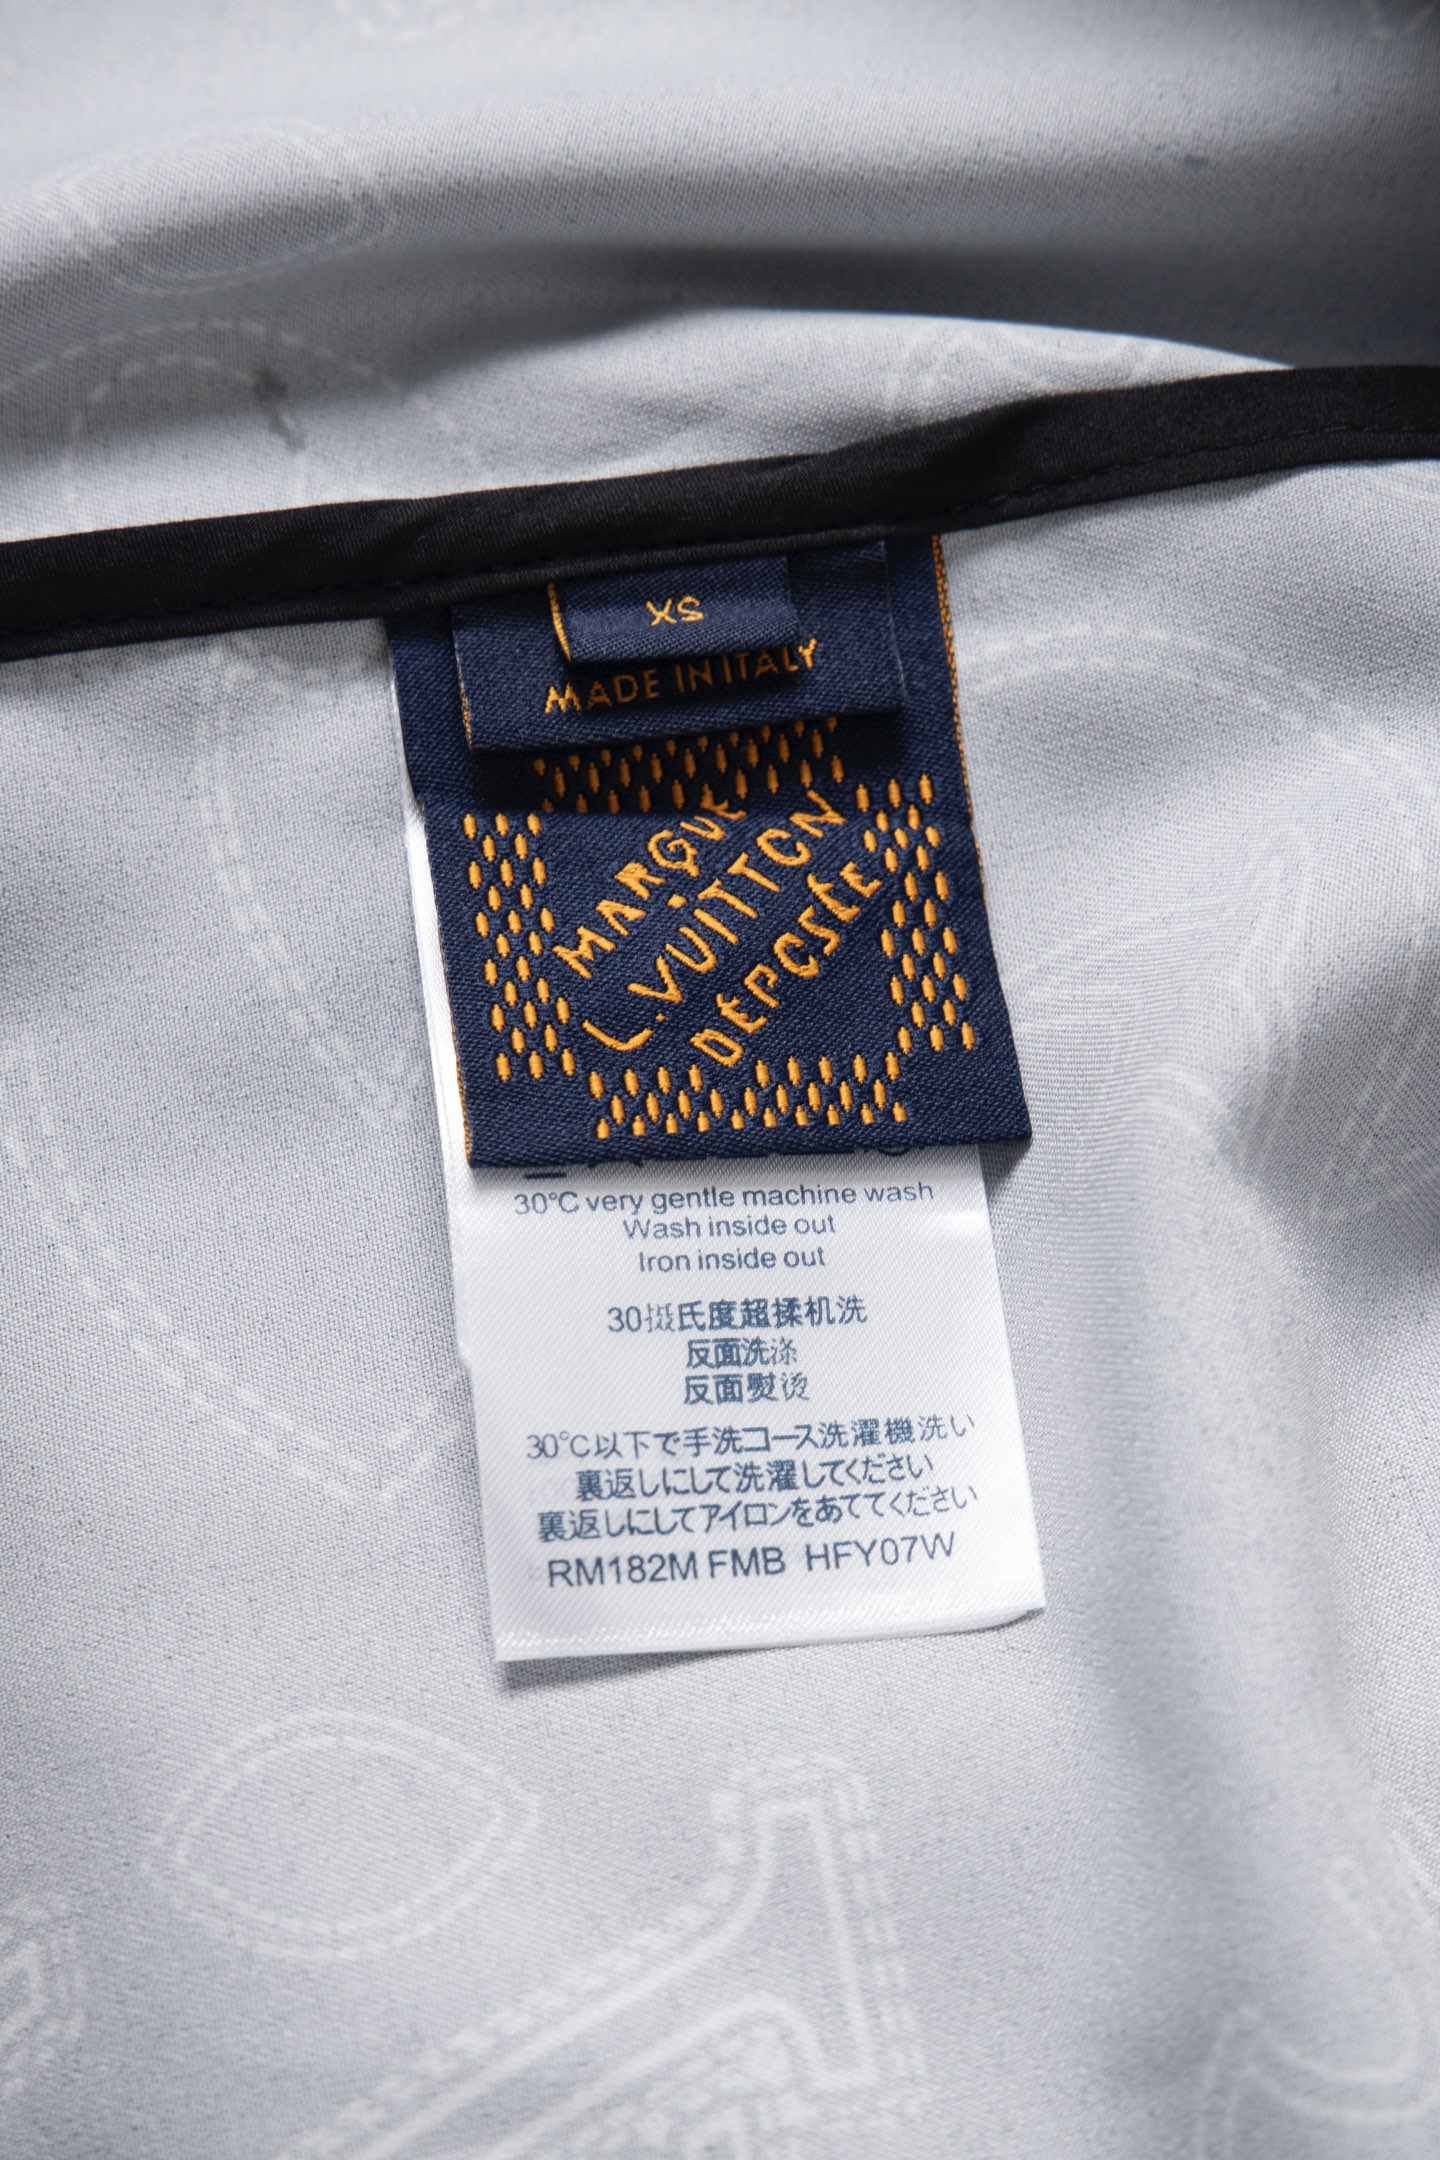 XS
MADE IN ITALY
MARQUE
L.VUITTON
DEPOSÉE
30°C very gentle machine wash
Wash inside out
Iron inside out
30摄氏度超揉机洗
反面洗涤
反面熨烫
30°C以下で手洗コース洗濯機洗い
裏返しにして洗濯してください
裏返しにしてアイロンをあててください
RM182M FMB HFY07W